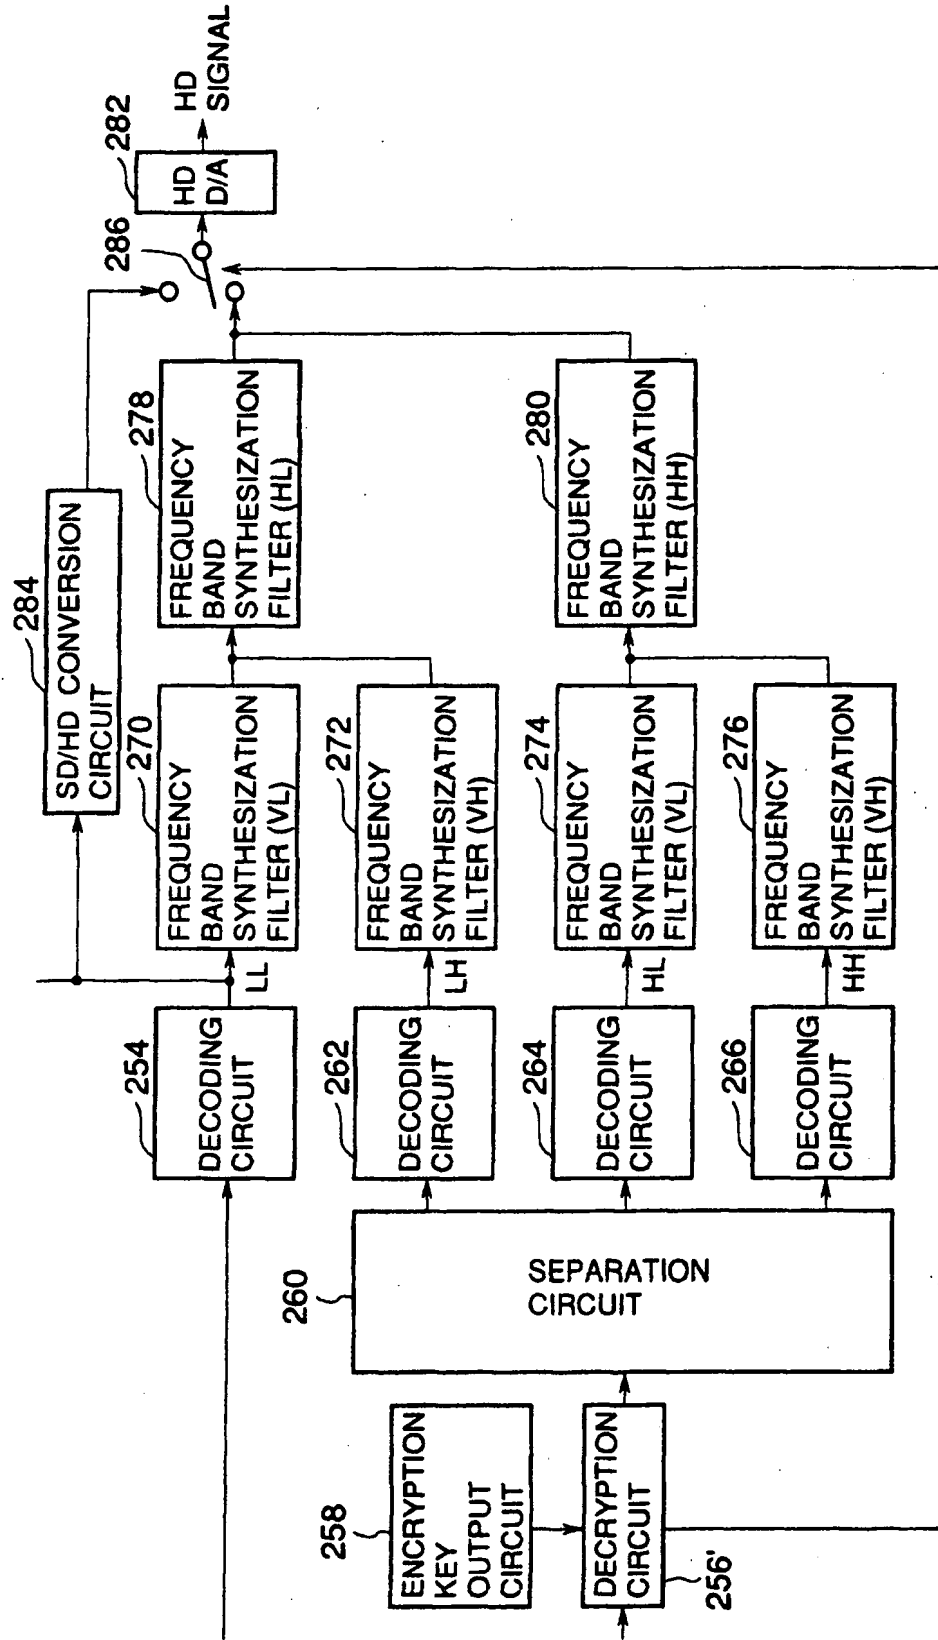 284
SD/HD CONVERSION
CIRCUIT
286
282
HD
D/A
HD
SIGNAL
254
DECODING
CIRCUIT
LL
270
FREQUENCY
BAND
SYNTHESIZATION
FILTER (VL)
278
FREQUENCY
BAND
SYNTHESIZATION
FILTER (HL)
262
DECODING
CIRCUIT
LH
272
FREQUENCY
BAND
SYNTHESIZATION
FILTER (VH)
258
ENCRYPTION
KEY
OUTPUT
CIRCUIT
260
SEPARATION
CIRCUIT
264
DECODING
CIRCUIT
HL
274
FREQUENCY
BAND
SYNTHESIZATION
FILTER (VL)
280
FREQUENCY
BAND
SYNTHESIZATION
FILTER (HH)
DECRYPTION
CIRCUIT
256'
266
DECODING
CIRCUIT
HH
276
FREQUENCY
BAND
SYNTHESIZATION
FILTER (VH)